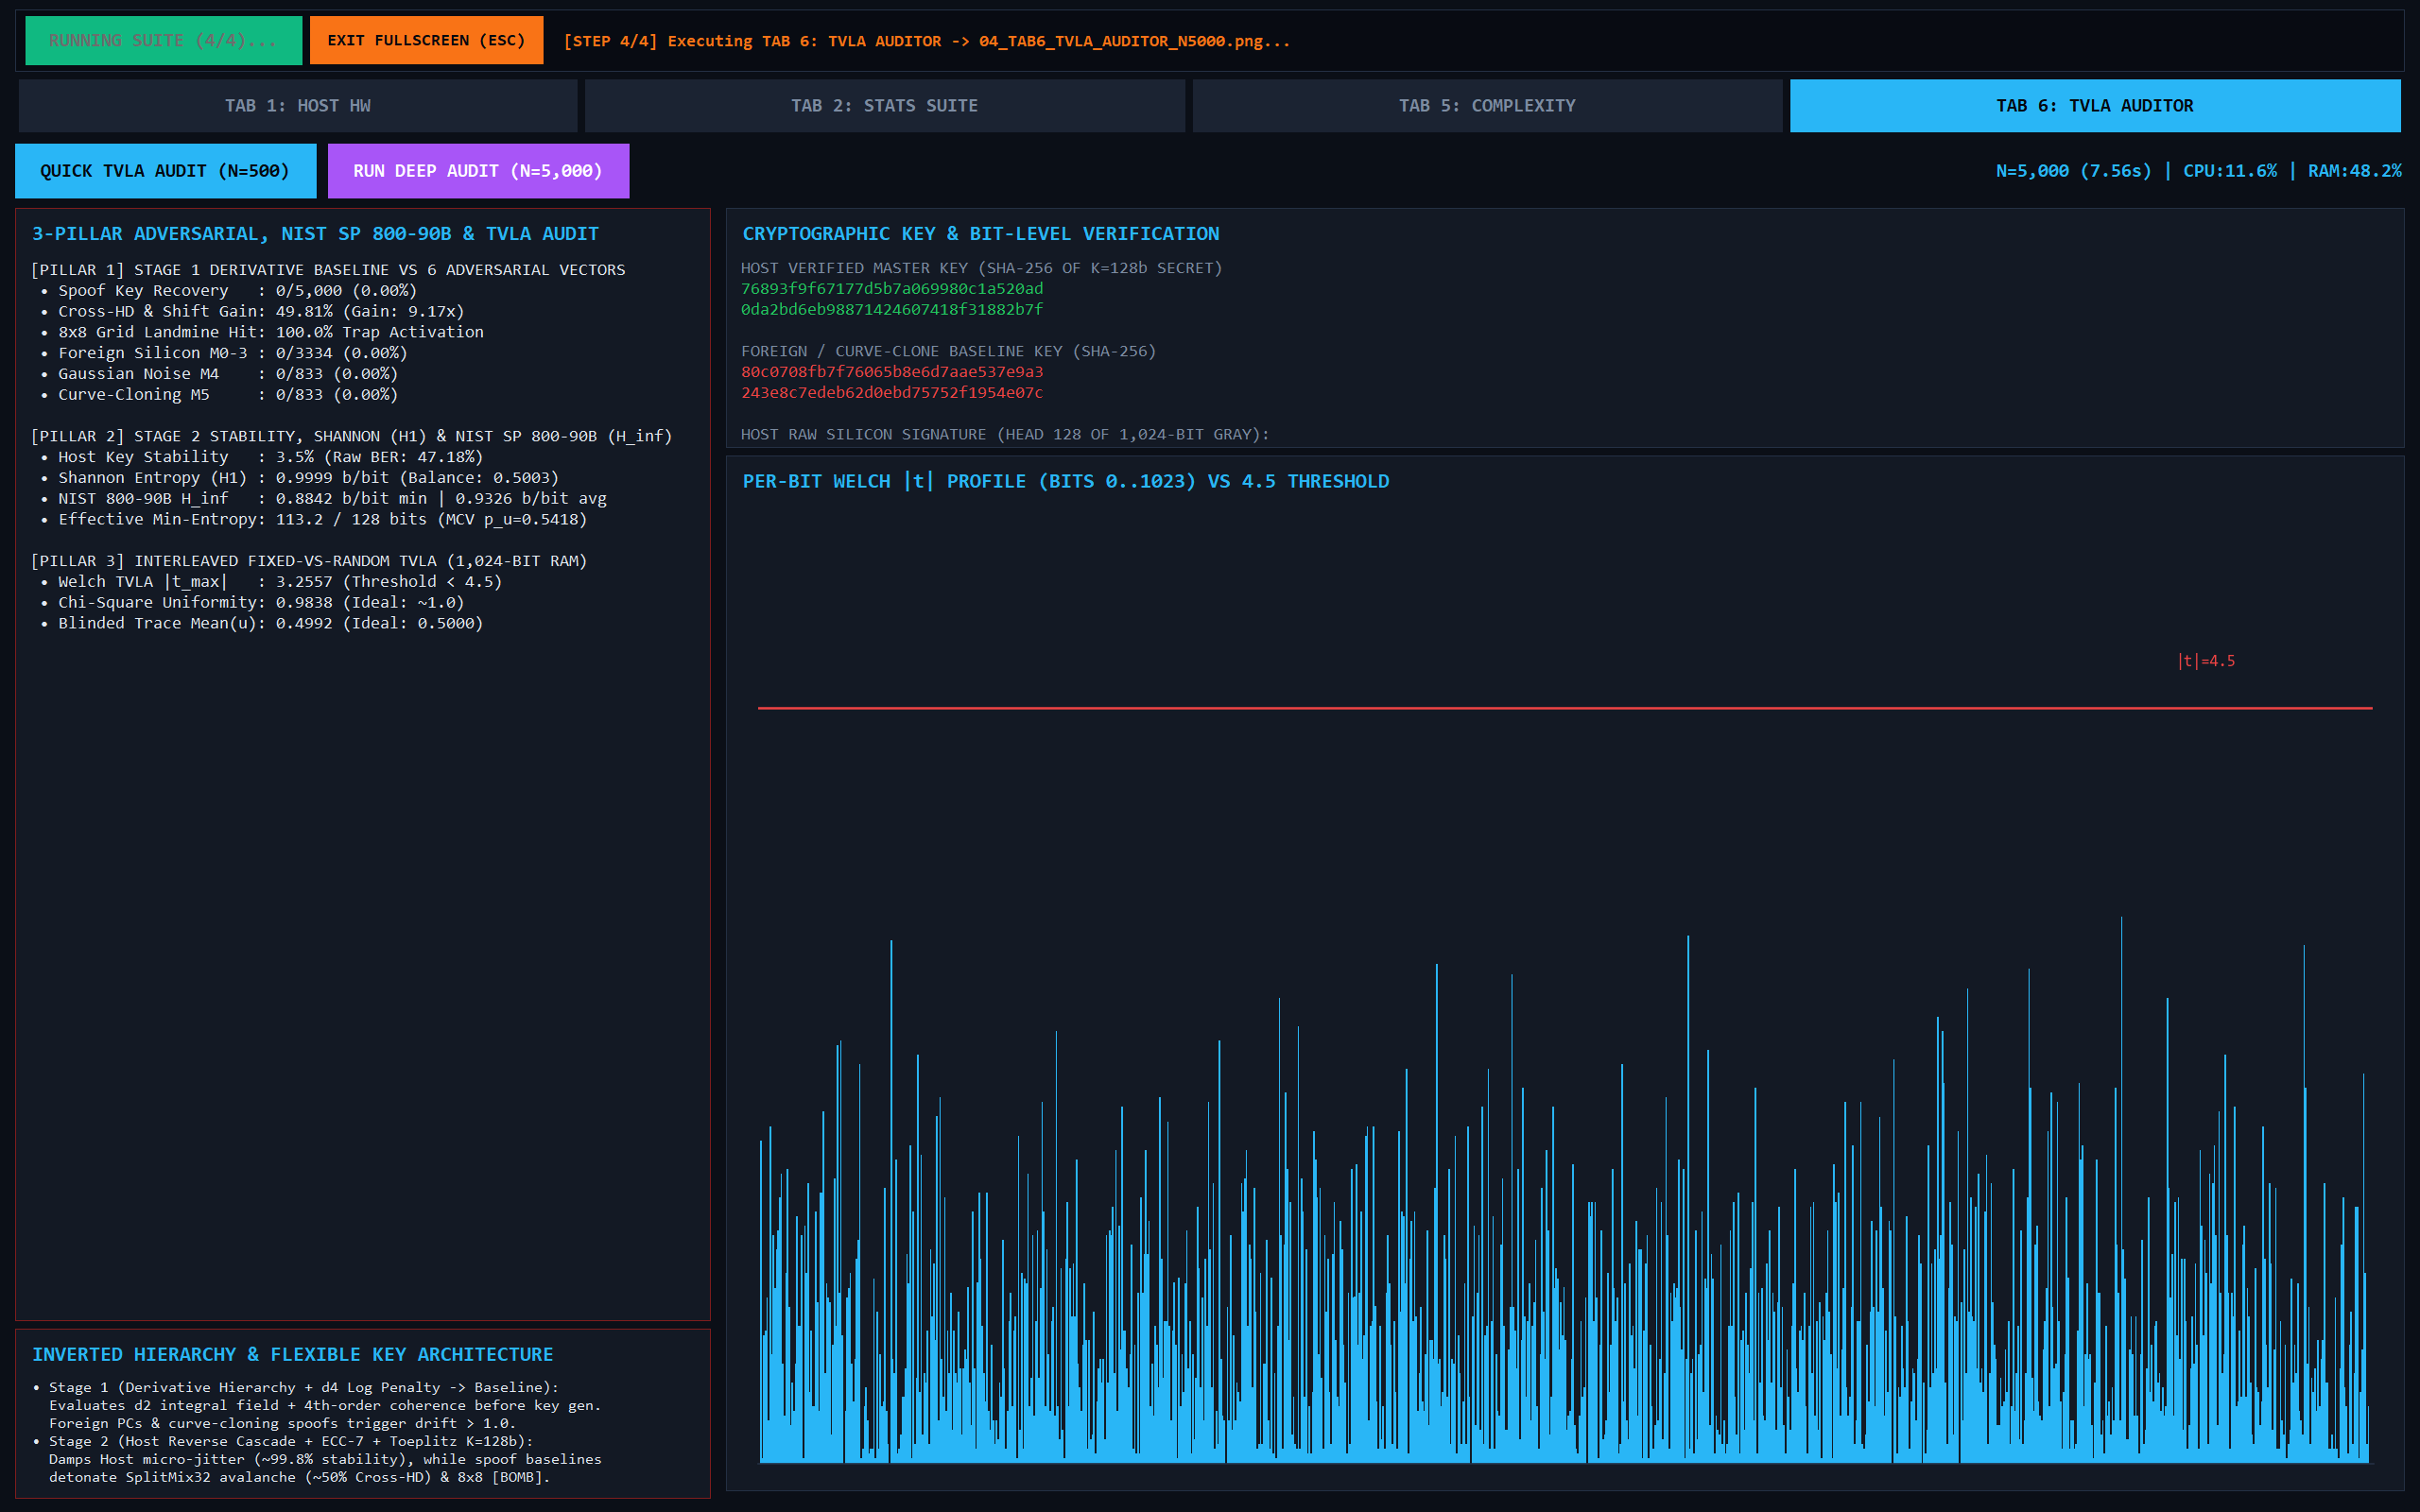 RUNNING SUITE (4/4)...
EXIT FULLSCREEN (ESC)
[STEP 4/4] Executing TAB 6: TVLA AUDITOR -> 04_TAB6_TVLA_AUDITOR_N5000.png...
TAB 1: HOST HW
TAB 2: STATS SUITE
TAB 5: COMPLEXITY
TAB 6: TVLA AUDITOR
QUICK TVLA AUDIT (N=500)
RUN DEEP AUDIT (N=5,000)
N=5,000 (7.56s) | CPU:11.6% | RAM:48.2%
3-PILLAR ADVERSARIAL, NIST SP 800-90B & TVLA AUDIT
[PILLAR 1] STAGE 1 DERIVATIVE BASELINE VS 6 ADVERSARIAL VECTORS
• Spoof Key Recovery   : 0/5,000 (0.00%)
• Cross-HD & Shift Gain: 49.81% (Gain: 9.17x)
• 8x8 Grid Landmine Hit: 100.0% Trap Activation
• Foreign Silicon M0-3 : 0/3334 (0.00%)
• Gaussian Noise M4    : 0/833 (0.00%)
• Curve-Cloning M5     : 0/833 (0.00%)
[PILLAR 2] STAGE 2 STABILITY, SHANNON (H1) & NIST SP 800-90B (H_inf)
• Host Key Stability   : 3.5% (Raw BER: 47.18%)
• Shannon Entropy (H1) : 0.9999 b/bit (Balance: 0.5003)
• NIST 800-90B H_inf   : 0.8842 b/bit min | 0.9326 b/bit avg
• Effective Min-Entropy: 113.2 / 128 bits (MCV p_u=0.5418)
[PILLAR 3] INTERLEAVED FIXED-VS-RANDOM TVLA (1,024-BIT RAM)
• Welch TVLA |t_max|   : 3.2557 (Threshold < 4.5)
• Chi-Square Uniformity: 0.9838 (Ideal: ~1.0)
• Blinded Trace Mean(u): 0.4992 (Ideal: 0.5000)
INVERTED HIERARCHY & FLEXIBLE KEY ARCHITECTURE
• Stage 1 (Derivative Hierarchy + d4 Log Penalty -> Baseline):
Evaluates d2 integral field + 4th-order coherence before key gen.
Foreign PCs & curve-cloning spoofs trigger drift > 1.0.
• Stage 2 (Host Reverse Cascade + ECC-7 + Toeplitz K=128b):
Damps Host micro-jitter (~99.8% stability), while spoof baselines
detonate SplitMix32 avalanche (~50% Cross-HD) & 8x8 [BOMB].
CRYPTOGRAPHIC KEY & BIT-LEVEL VERIFICATION
HOST VERIFIED MASTER KEY (SHA-256 OF K=128b SECRET)
76893f9f67177d5b7a069980c1a520ad
0da2bd6eb98871424607418f31882b7f
FOREIGN / CURVE-CLONE BASELINE KEY (SHA-256)
80c0708fb7f76065b8e6d7aae537e9a3
243e8c7edeb62d0ebd75752f1954e07c
HOST RAW SILICON SIGNATURE (HEAD 128 OF 1,024-BIT GRAY):
PER-BIT WELCH |t| PROFILE (BITS 0..1023) VS 4.5 THRESHOLD
|t|=4.5